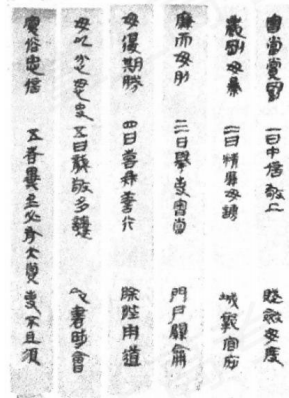 審當賞罰 一曰中信敬上 賦斂毋度
嚴剛毋暴 二曰精廉毋謗 城郭官府
廉而毋刖 三曰舉事審當 門戶關龠
毋復期勝 四曰喜為善行 除陛甬道
毋以忿怒夬 五曰龏敬多讓 命書時會
寬俗忠信 五者畢至必有大賞 事不且須